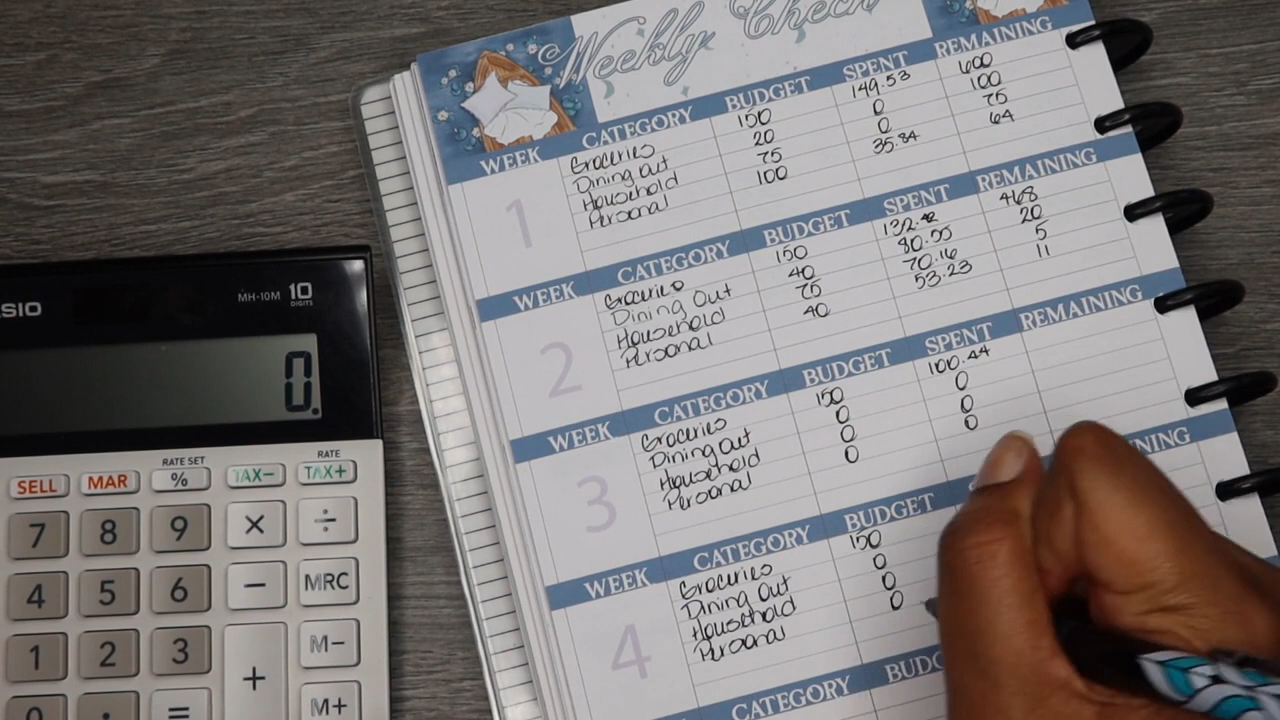 Weekly Check
WEEK CATEGORY BUDGET SPENT REMAINING
1 Groceries 150 149.53 600
Dining out 20 0 100
Household 75 0 75
Personal 100 35.84 64
WEEK CATEGORY BUDGET SPENT REMAINING
2 Groceries 150 132.42 468
Dining Out 40 80.55 20
Household 75 70.16 5
Personal 40 53.23 11
WEEK CATEGORY BUDGET SPENT REMAINING
3 Groceries 150 100.44
Dining out 0 0
Household 0 0
Personal 0 0
WEEK CATEGORY BUDGET
4 Groceries 150
Dining Out 0
Household 0
Personal 0
CATEGORY
MH-10M 10
DIGITS
0.
RATE SET RATE
SELL MAR % TAX− TAX+
7 8 9 × ÷
4 5 6 − MRC
1 2 3 + M−
0 . = M+